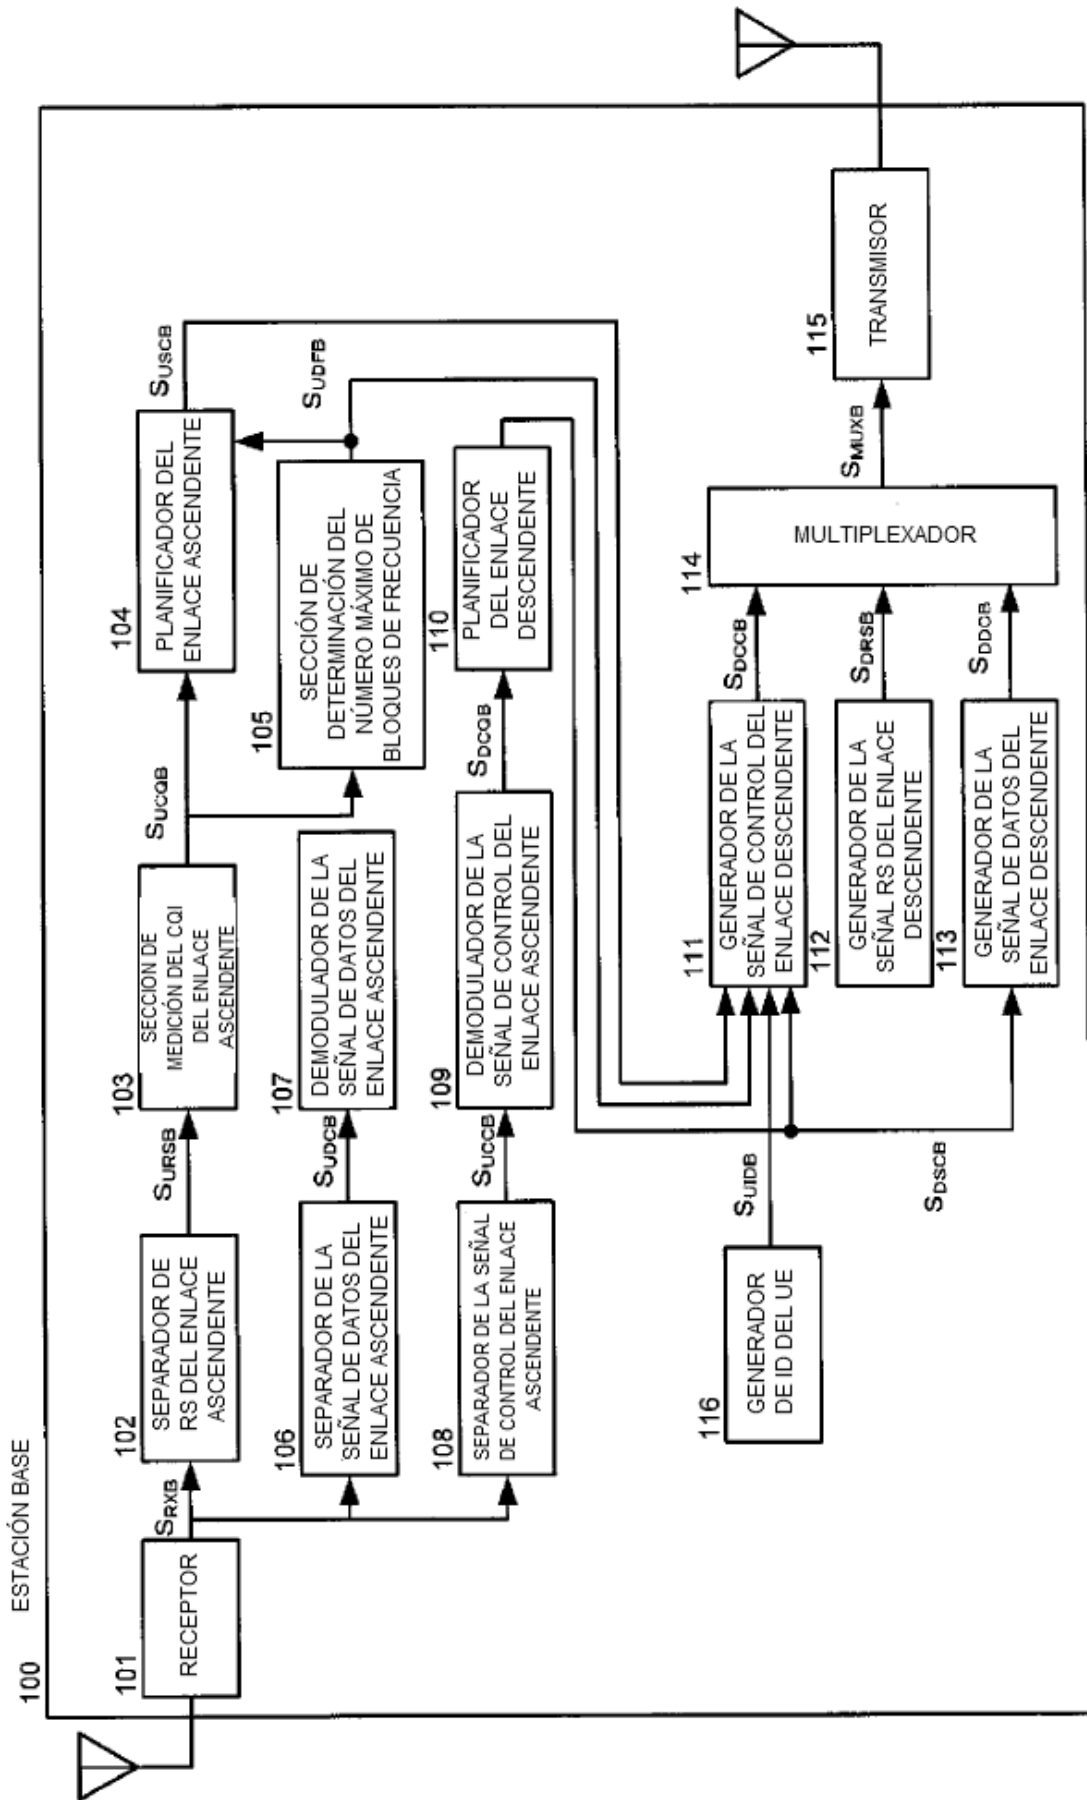 100
ESTACIÓN BASE
101
RECEPTOR
SRXB
102
SEPARADOR DE
RS DEL ENLACE
ASCENDENTE
SURSB
103
SECCION DE
MEDICIÓN DEL CQI
DEL ENLACE
ASCENDENTE
SUCQB
104
PLANIFICADOR DEL
ENLACE ASCENDENTE
SUSCB
105
SECCIÓN DE
DETERMINACIÓN DEL
NÚMERO MÁXIMO DE
BLOQUES DE FRECUENCIA
SUDFB
106
SEPARADOR DE LA
SEÑAL DE DATOS DEL
ENLACE ASCENDENTE
SUDCB
107
DEMODULADOR DE LA
SEÑAL DE DATOS DEL
ENLACE ASCENDENTE
108
SEPARADOR DE LA SEÑAL
DE CONTROL DEL ENLACE
ASCENDENTE
SUCCB
109
DEMODULADOR DE LA
SEÑAL DE CONTROL DEL
ENLACE ASCENDENTE
SDCQB
110
PLANIFICADOR
DEL ENLACE
DESCENDENTE
116
GENERADOR
DE ID DEL UE
SUIDB
SDSCB
111
GENERADOR DE LA
SEÑAL DE CONTROL DEL
ENLACE DESCENDENTE
SDCCB
112
GENERADOR DE LA
SEÑAL RS DEL ENLACE
DESCENDENTE
SDRSB
113
GENERADOR DE LA
SEÑAL DE DATOS DEL
ENLACE DESCENDENTE
SDDCB
114
MULTIPLEXADOR
SMUXB
115
TRANSMISOR